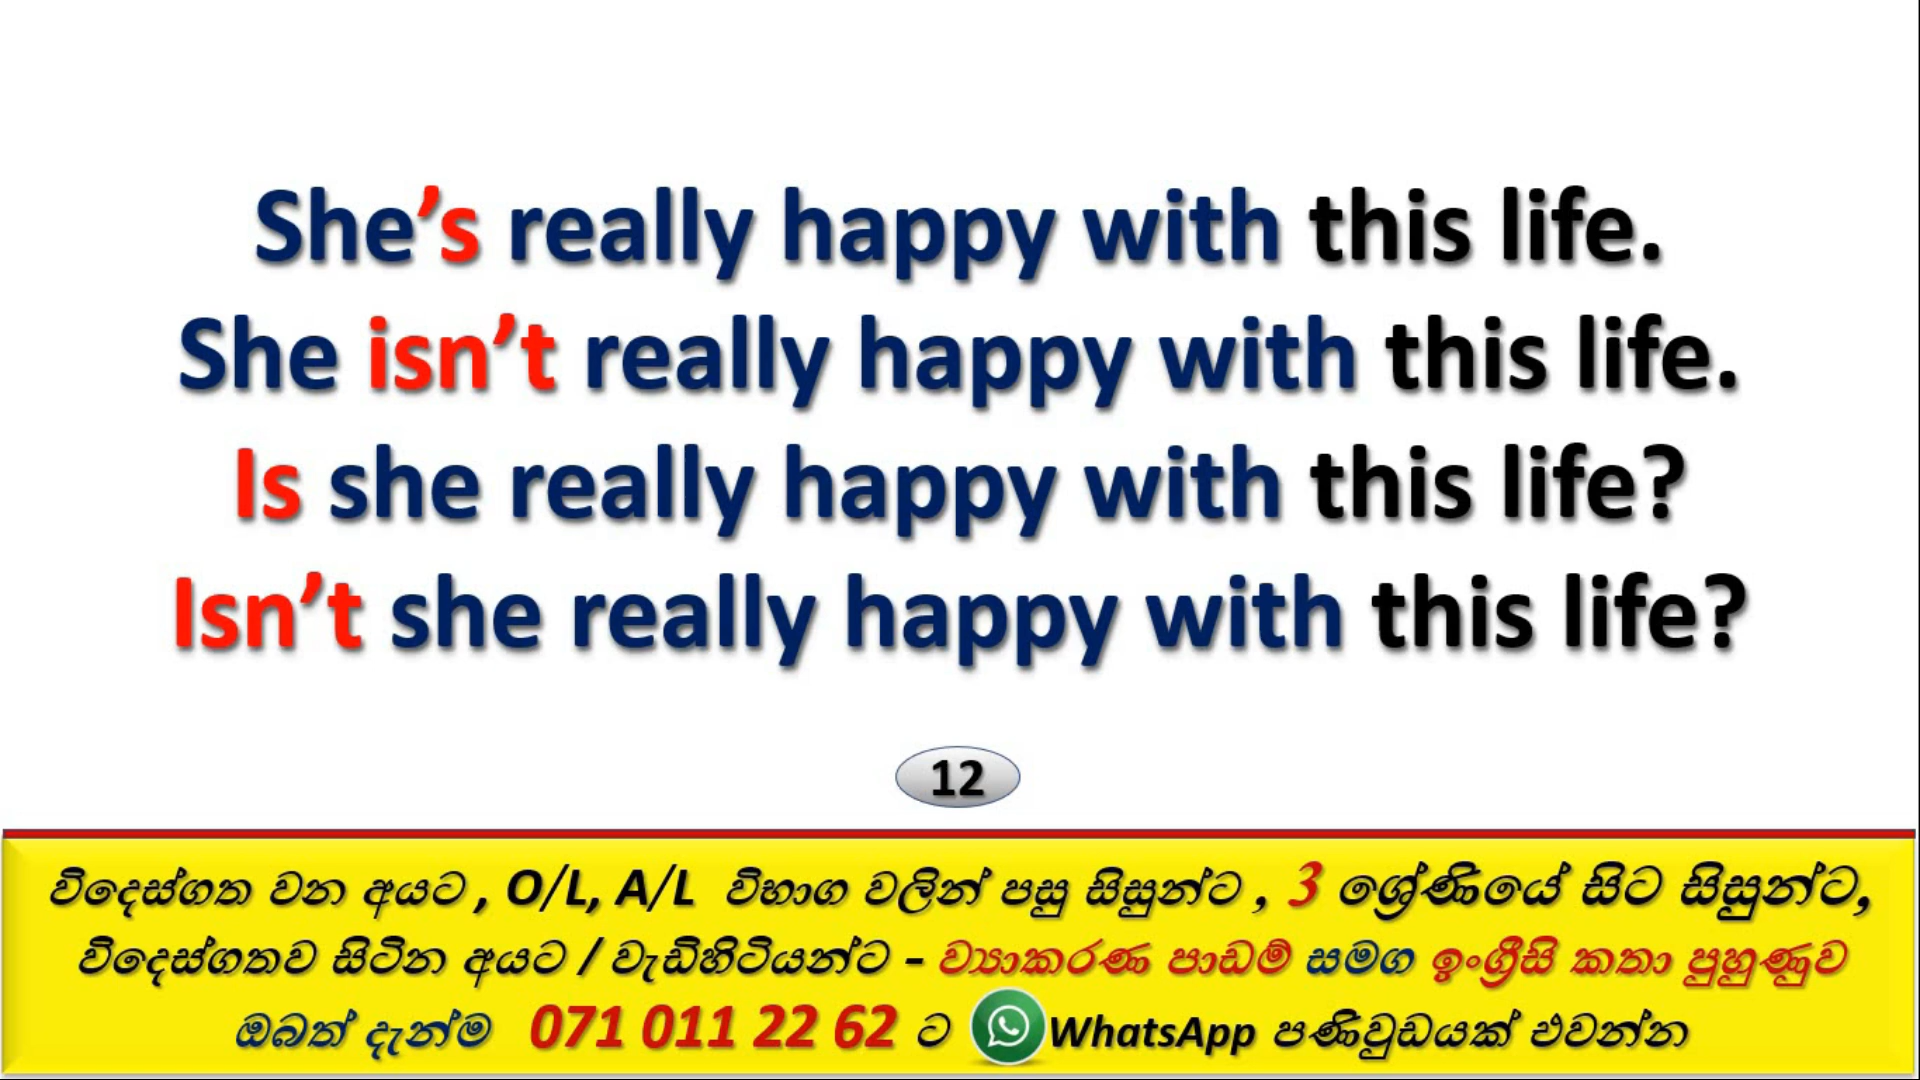 She’s really happy with this life.
She isn’t really happy with this life.
Is she really happy with this life?
Isn’t she really happy with this life?
12
විදෙස්ගත වන අයට , O/L, A/L විභාග වලින් පසු සිසුන්ට , 3 ශ්‍රේණියේ සිට සිසුන්ට,
විදෙස්ගතව සිටින අයට / වැඩිහිටියන්ට - ව්‍යාකරණ පාඩම් සමග ඉංග්‍රීසි කතා පුහුණුව
ඔබත් දැන්ම 071 011 22 62 ට WhatsApp පණිවුඩයක් එවන්න